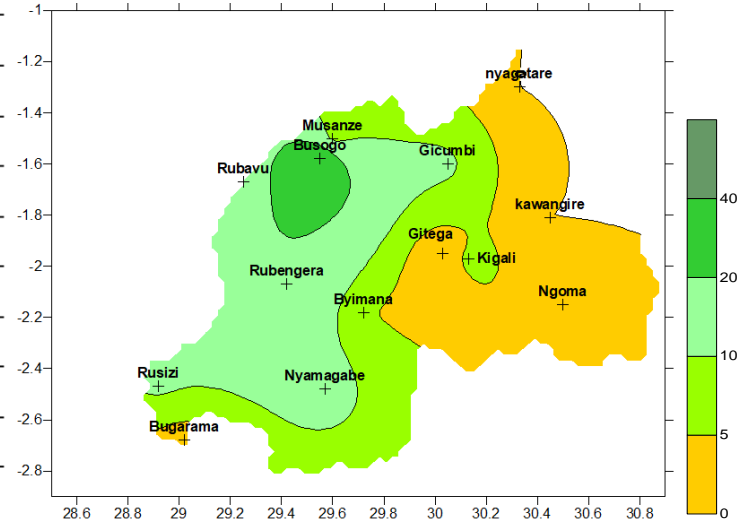 -1
-1.2
nyagatare
-1.4
Musanze
Busogo
Gicumbi
-1.6
Rubavu
40
kawangire
-1.8
Gitega
Kigali
-2
Rubengera
20
Ngoma
Byimana
-2.2
10
Rusizi
Nyamagabe
-2.4
Bugarama
5
-2.6
-2.8
0
28.6 28.8 29 29.2 29.4 29.6 29.8 30 30.2 30.4 30.6 30.8